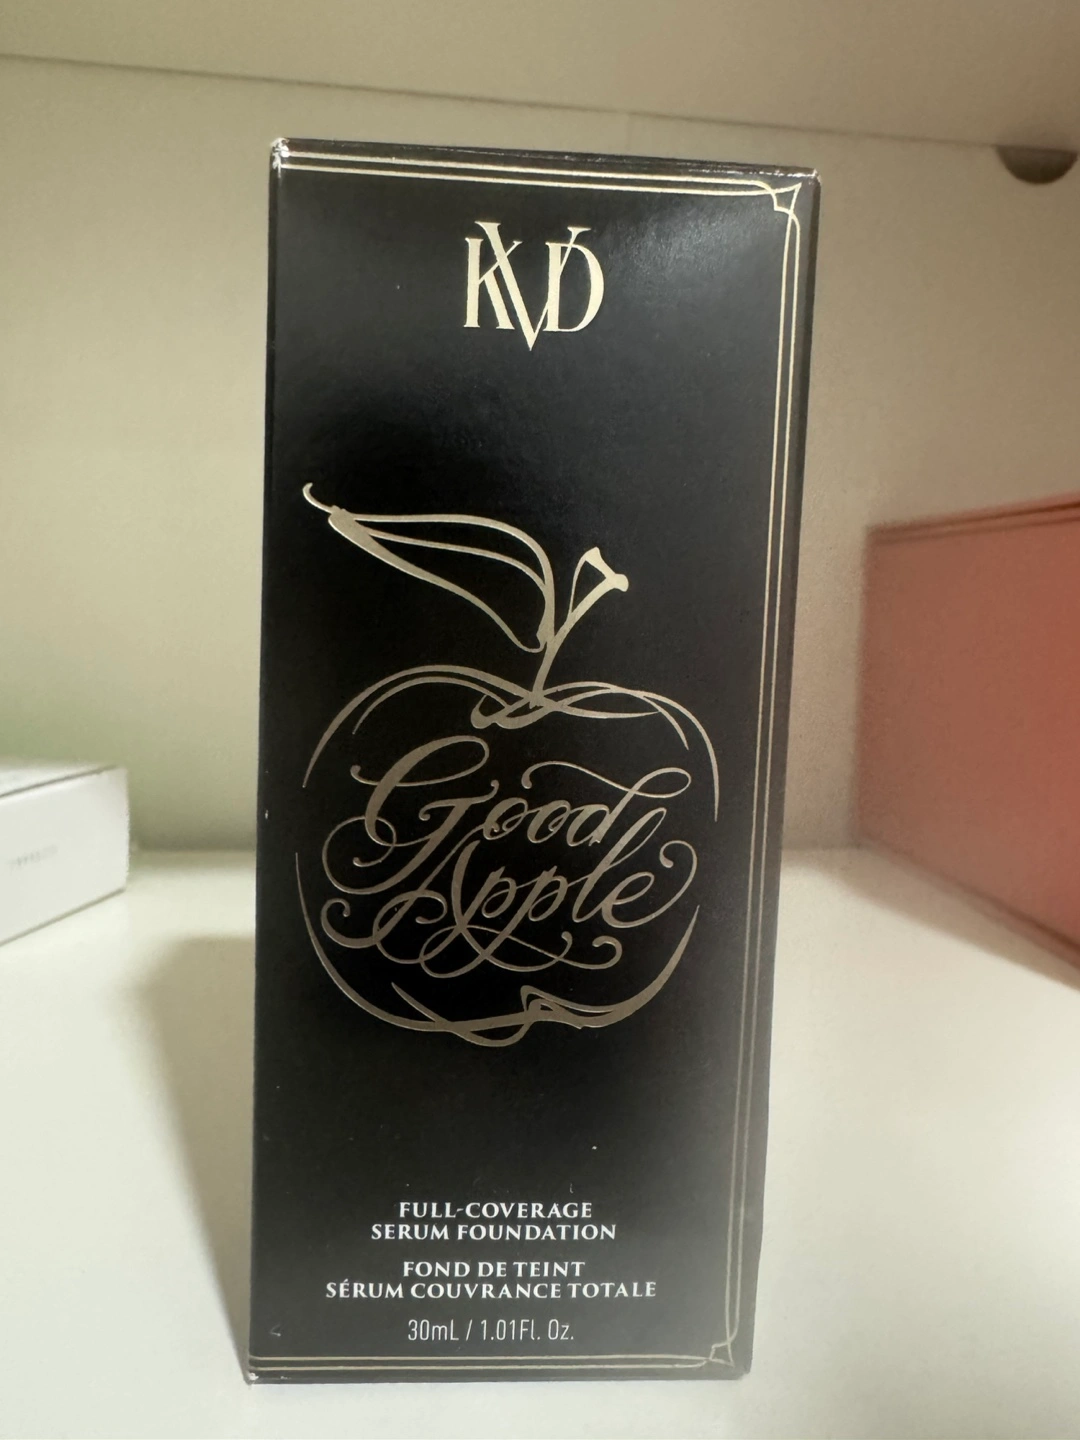 KVD
Good
Apple
FULL-COVERAGE
SERUM FOUNDATION
FOND DE TEINT
SÉRUM COUVRANCE TOTALE
30mL / 1.01Fl. Oz.